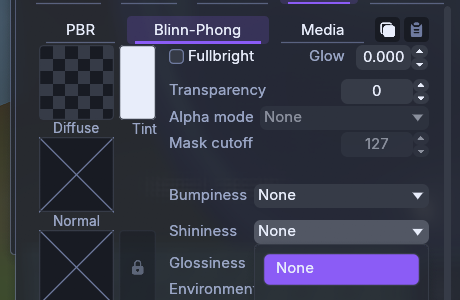 PBR Blinn-Phong Media
Fullbright Glow 0.000
Transparency 0
Diffuse Tint Alpha mode None
Mask cutoff 127
Bumpiness None
Normal
Shininess None
Glossiness None
Environmen